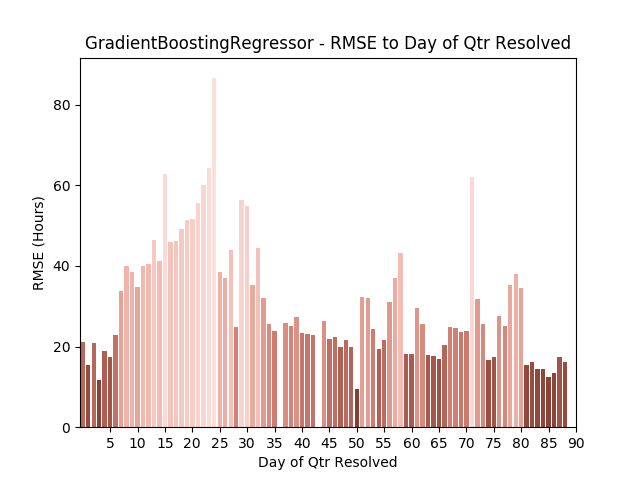 GradientBoostingRegressor - RMSE to Day of Qtr Resolved
80
60
40
20
0
RMSE (Hours)
5 10 15 20 25 30 35 40 45 50 55 60 65 70 75 80 85 90
Day of Qtr Resolved